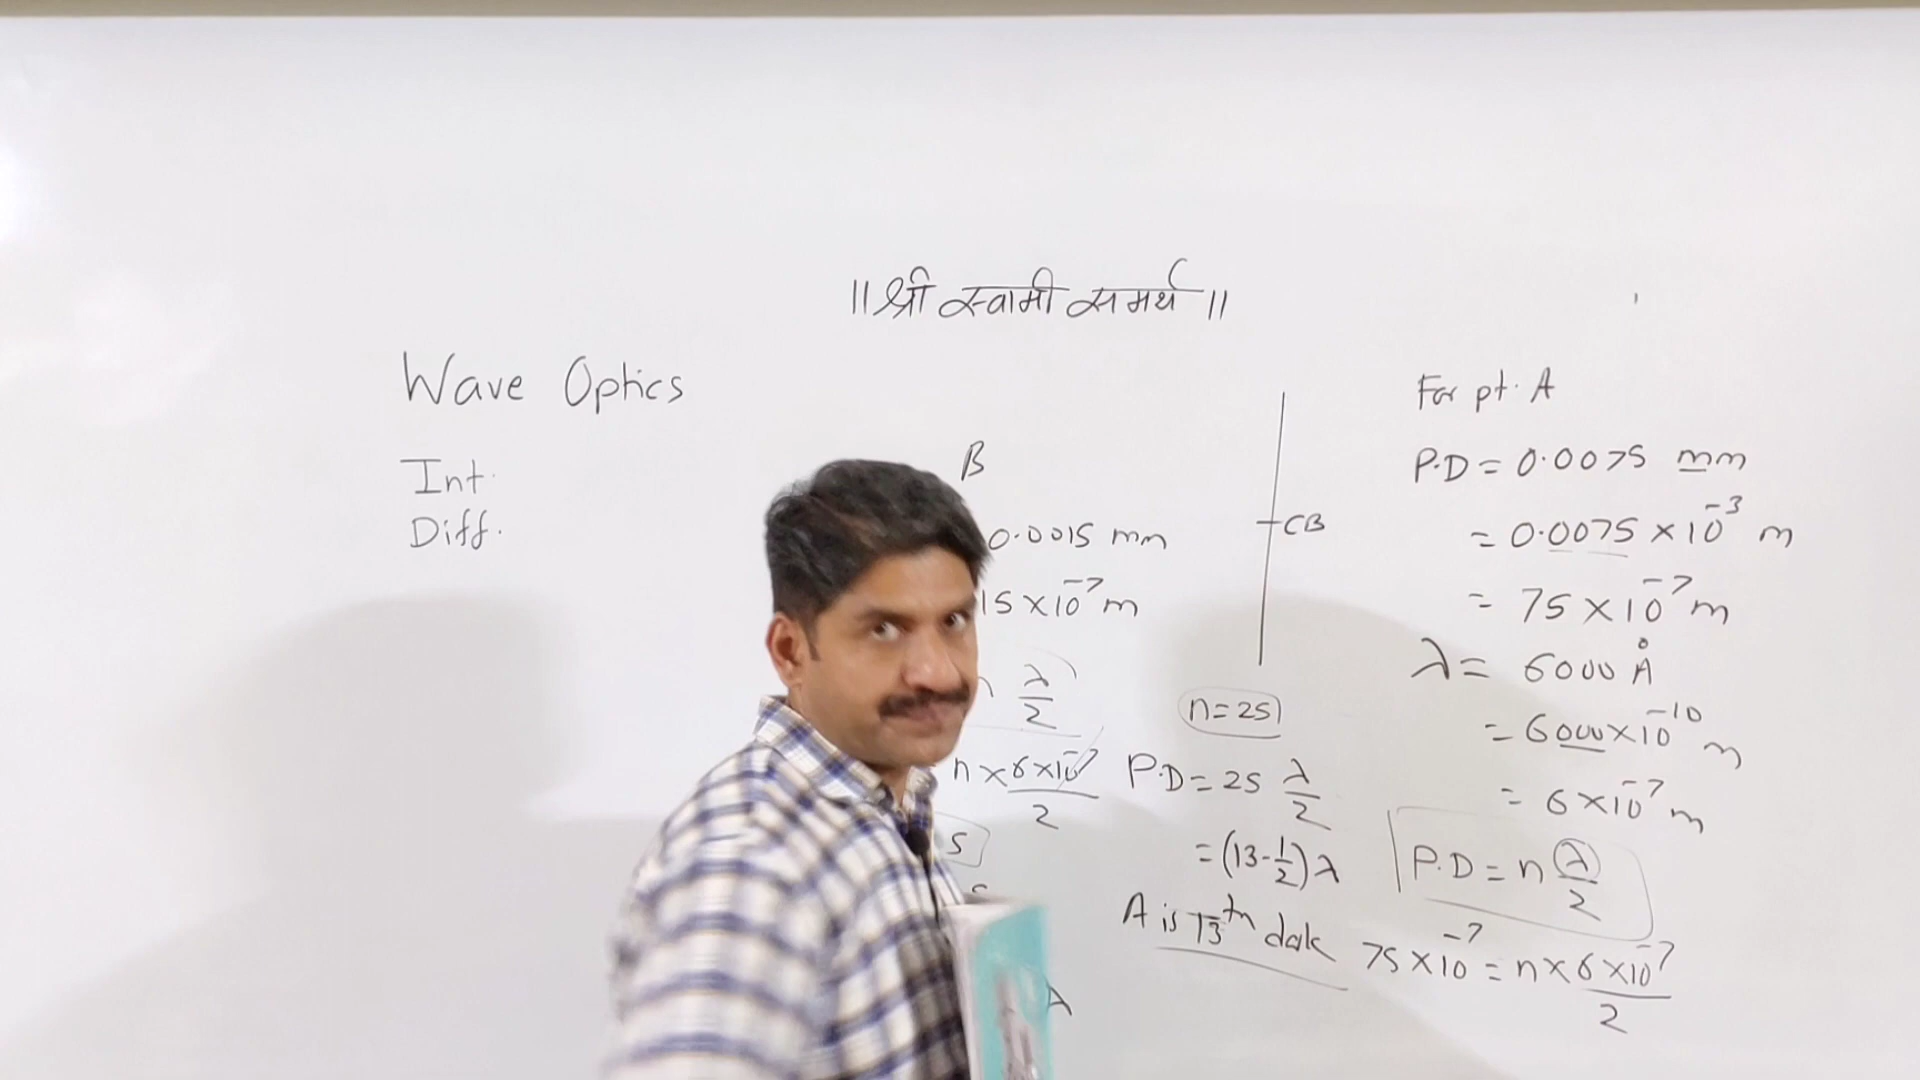 ॥ श्री स्वामी समर्थ ॥
Wave Optics
Int.
Diff.
B
0.0015 mm
15 × 10⁻⁷ m
λ/2
n × 6×10⁻⁷/2
5
λ
CB
n = 25
P.D = 25 λ/2
= (13 - 1/2) λ
A is 13th dark
For pt. A
P.D = 0.0075 mm
= 0.0075 × 10⁻³ m
= 75 × 10⁻⁷ m
λ = 6000 Å
= 6000 × 10⁻¹⁰ m
= 6 × 10⁻⁷ m
P.D = n λ/2
75 × 10⁻⁷ = n × 6×10⁻⁷/2